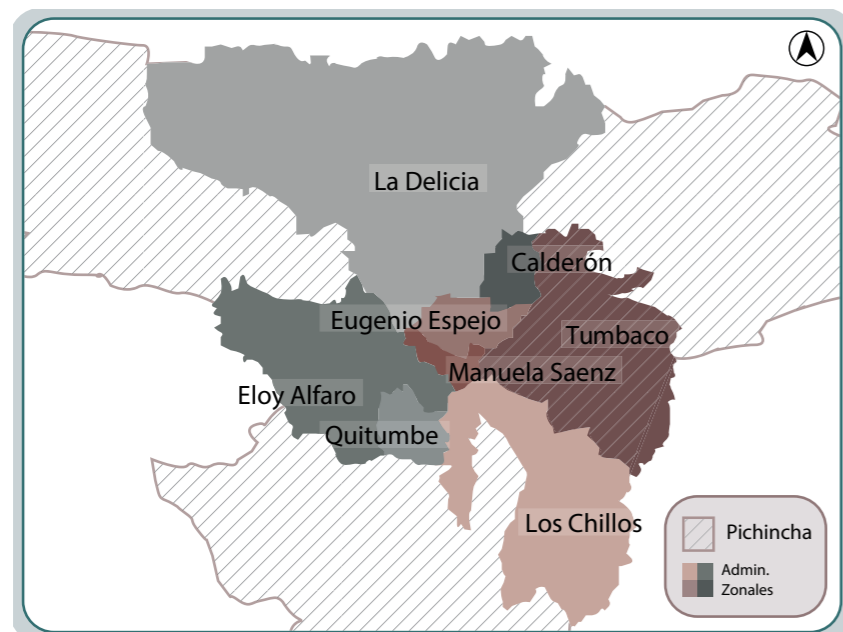 La Delicia
Calderón
Eugenio Espejo
Tumbaco
Manuela Saenz
Eloy Alfaro
Quitumbe
Los Chillos
Pichincha
Admin.
Zonales